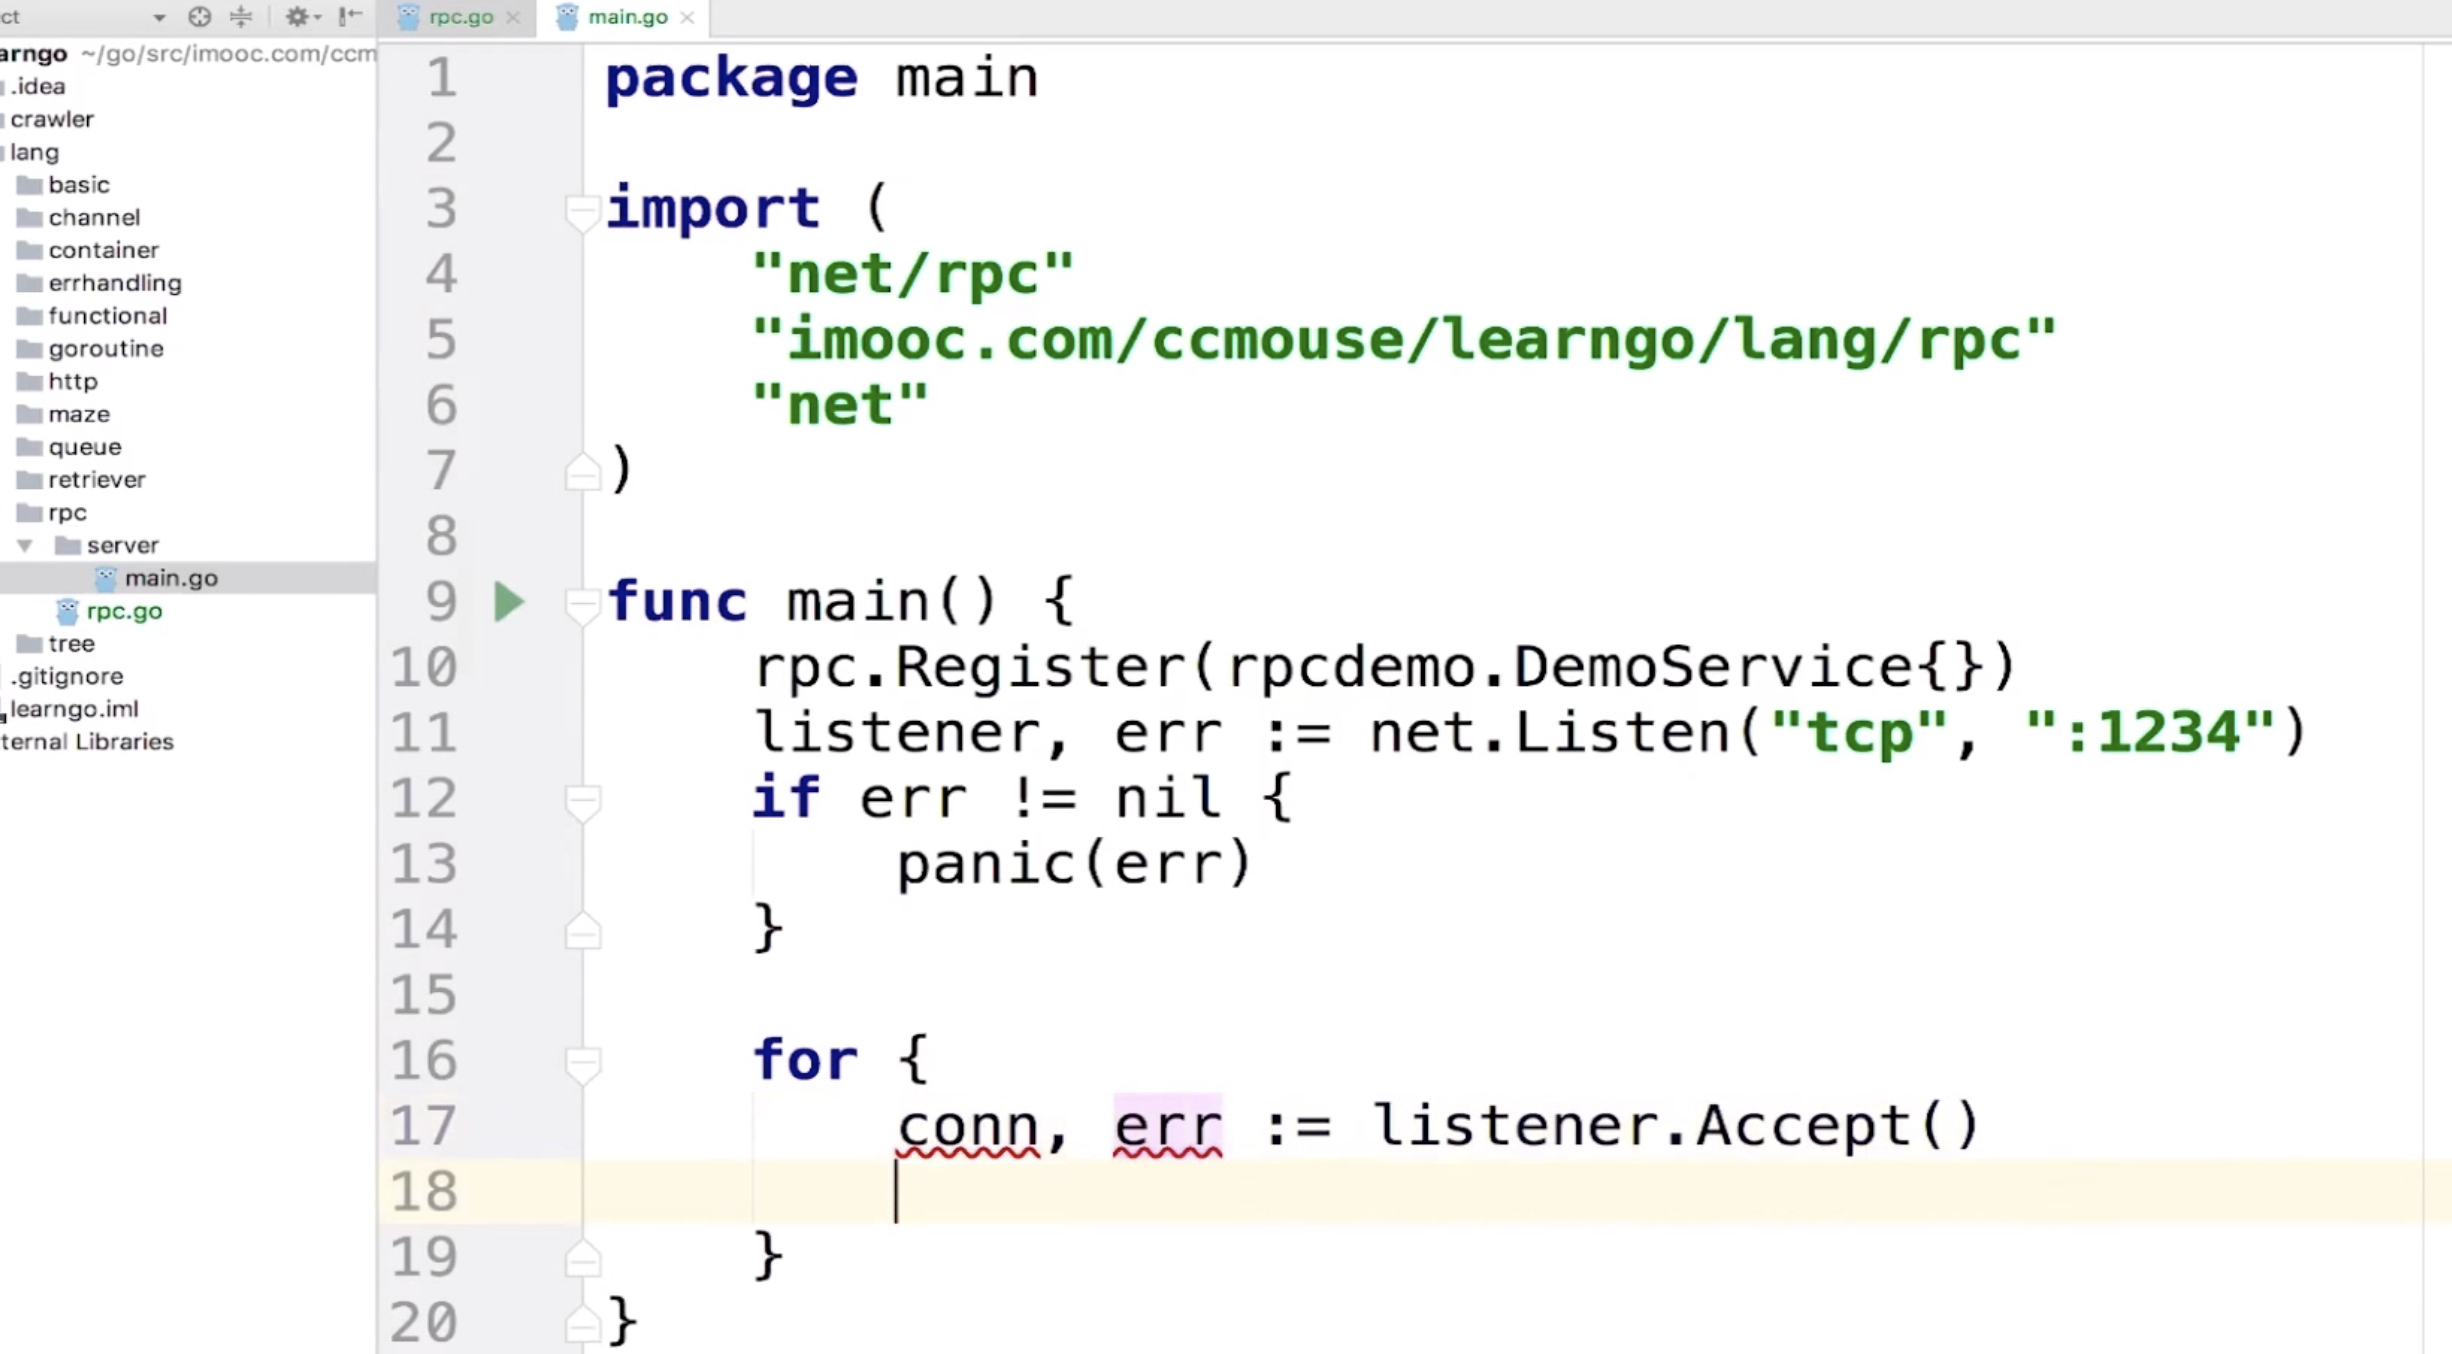 ct
rpc.go
main.go
arngo ~/go/src/imooc.com/ccm
.idea
crawler
lang
basic
channel
container
errhandling
functional
goroutine
http
maze
queue
retriever
rpc
server
main.go
rpc.go
tree
.gitignore
learngo.iml
ternal Libraries
1 package main
2
3 import (
4 "net/rpc"
5 "imooc.com/ccmouse/learngo/lang/rpc"
6 "net"
7 )
8
9 func main() {
10 rpc.Register(rpcdemo.DemoService{})
11 listener, err := net.Listen("tcp", ":1234")
12 if err != nil {
13 panic(err)
14 }
15
16 for {
17 conn, err := listener.Accept()
18
19 }
20 }